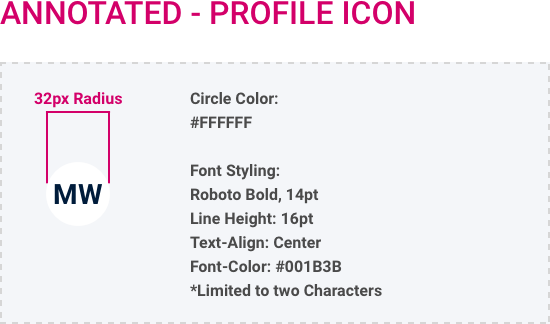 ANNOTATED - PROFILE ICON
32px Radius
MW
Circle Color:
#FFFFFF
Font Styling:
Roboto Bold, 14pt
Line Height: 16pt
Text-Align: Center
Font-Color: #001B3B
*Limited to two Characters